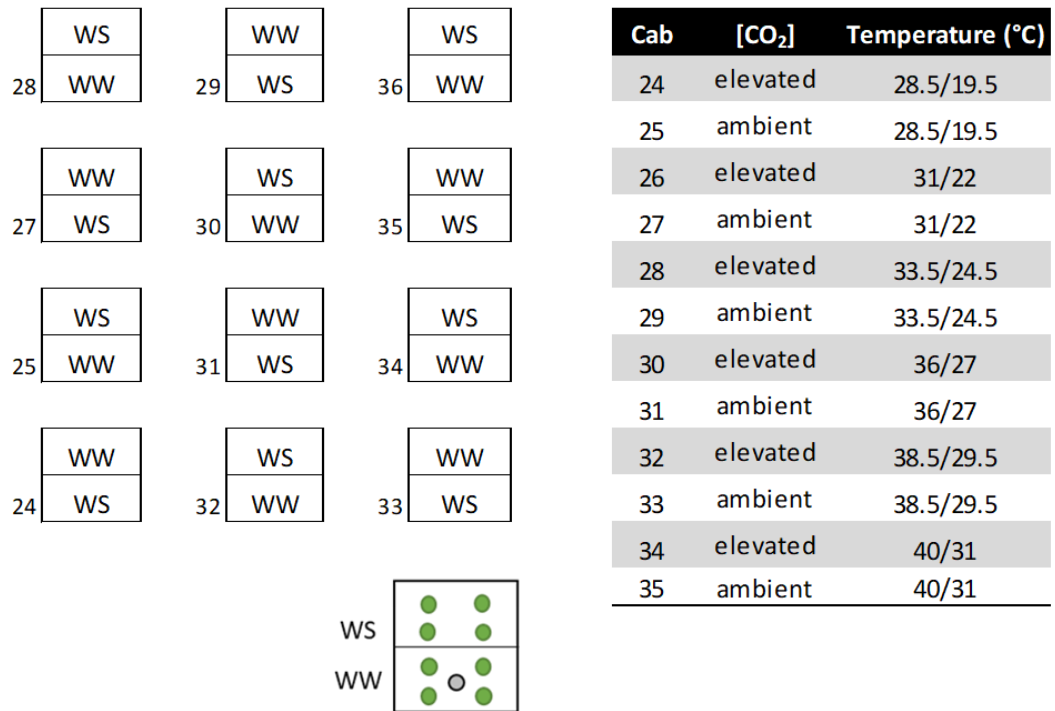 WS WW WS
28 WW 29 WS 36 WW
WW WS WW
27 WS 30 WW 35 WS
WS WW WS
25 WW 31 WS 34 WW
WW WS WW
24 WS 32 WW 33 WS
WS
WW
Cab [CO₂] Temperature (°C)
24 elevated 28.5/19.5
25 ambient 28.5/19.5
26 elevated 31/22
27 ambient 31/22
28 elevated 33.5/24.5
29 ambient 33.5/24.5
30 elevated 36/27
31 ambient 36/27
32 elevated 38.5/29.5
33 ambient 38.5/29.5
34 elevated 40/31
35 ambient 40/31